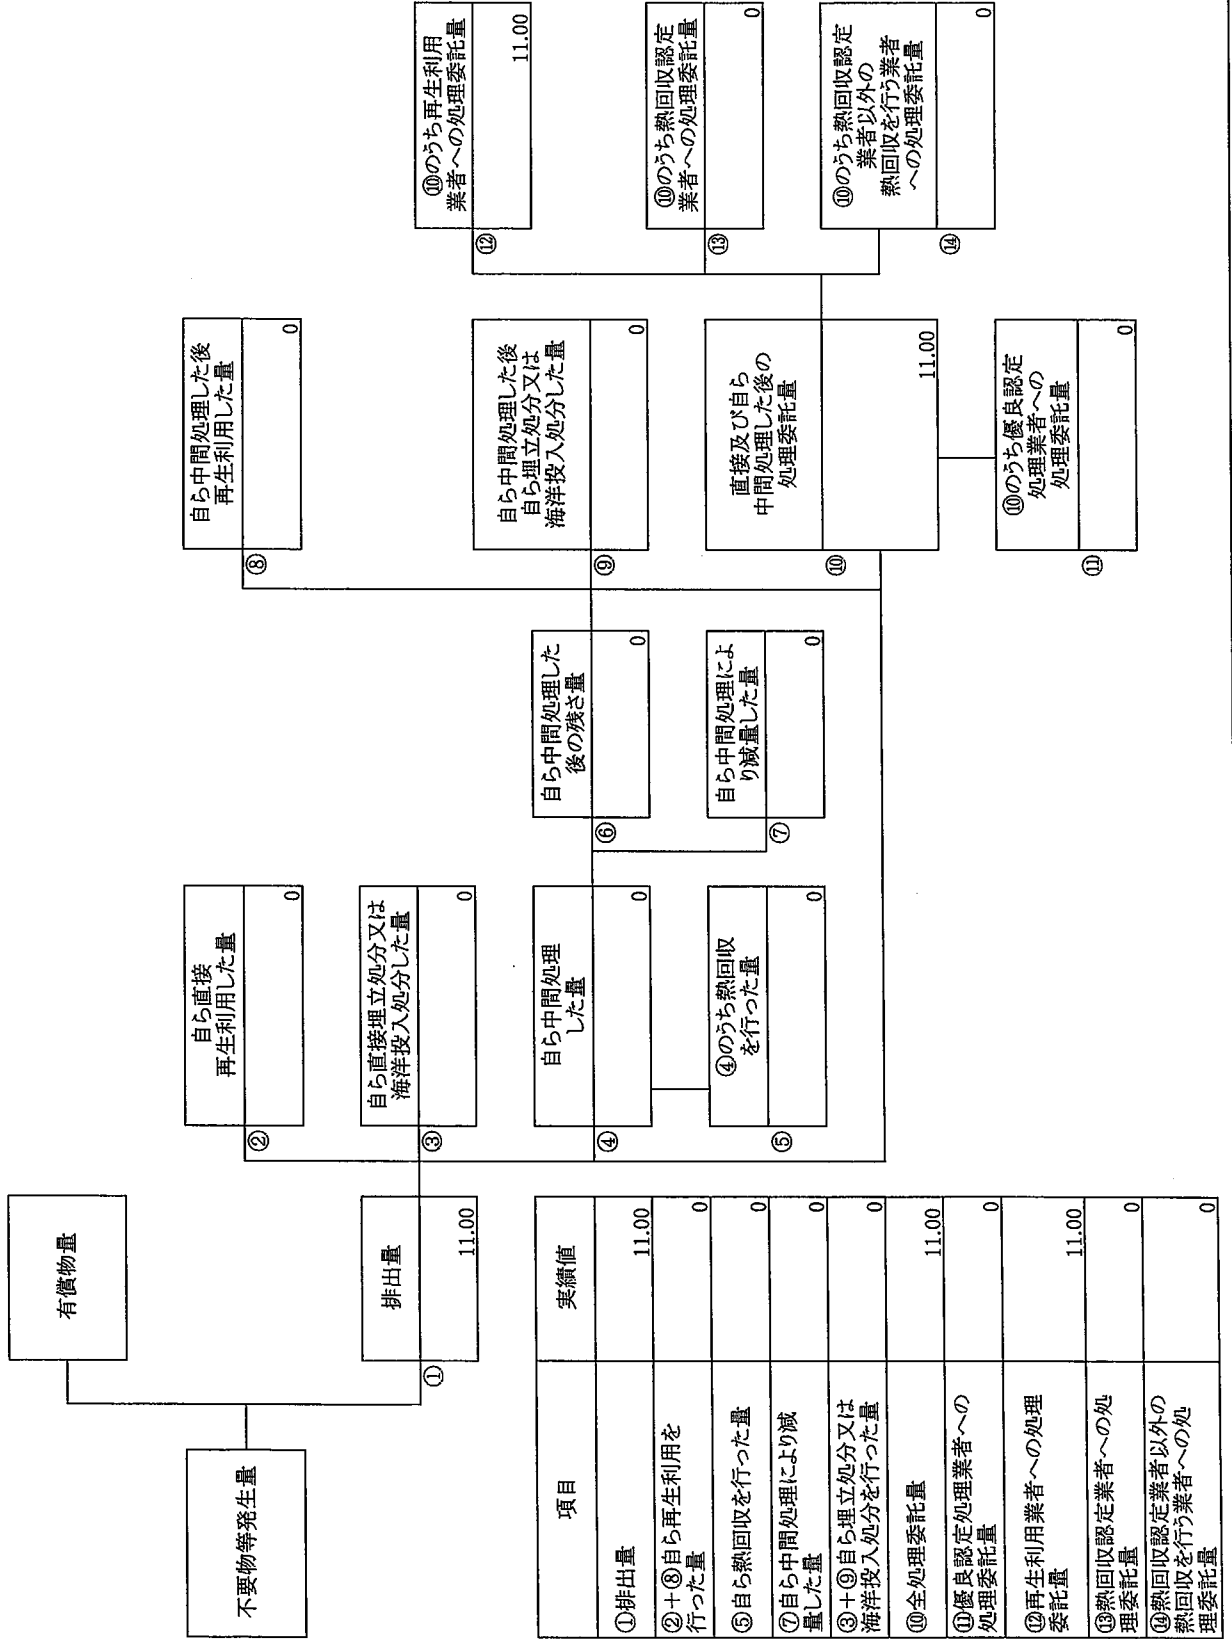 不要物等発生量
有償物量
①
排出量
11.00
②
自ら直接
再生利用した量
0
③
自ら直接埋立処分又は
海洋投入処分した量
0
④
自ら中間処理
した量
0
⑤
④のうち熱回収
を行った量
0
⑥
自ら中間処理した
後の残さ量
0
⑦
自ら中間処理によ
り減量した量
0
⑧
自ら中間処理した後
再生利用した量
0
⑨
自ら中間処理した後
自ら埋立処分又は
海洋投入処分した量
0
⑩
直接及び自ら
中間処理した後の
処理委託量
11.00
⑪
⑩のうち優良認定
処理業者への
処理委託量
0
⑫
⑩のうち再生利用
業者への処理委託量
11.00
⑬
⑩のうち熱回収認定
業者への処理委託量
0
⑭
⑩のうち熱回収認定
業者以外の
熱回収を行う業者
への処理委託量
0
項目
実績値
①排出量
11.00
②+⑧自ら再生利用を
行った量
0
⑤自ら熱回収を行った量
0
⑦自ら中間処理により減
量した量
0
③+⑨自ら埋立処分又は
海洋投入処分を行った量
0
⑩全処理委託量
11.00
⑪優良認定処理業者への
処理委託量
0
⑫再生利用業者への処理
委託量
11.00
⑬熱回収認定業者への処
理委託量
0
⑭熱回収認定業者以外の
熱回収を行う業者への処
理委託量
0